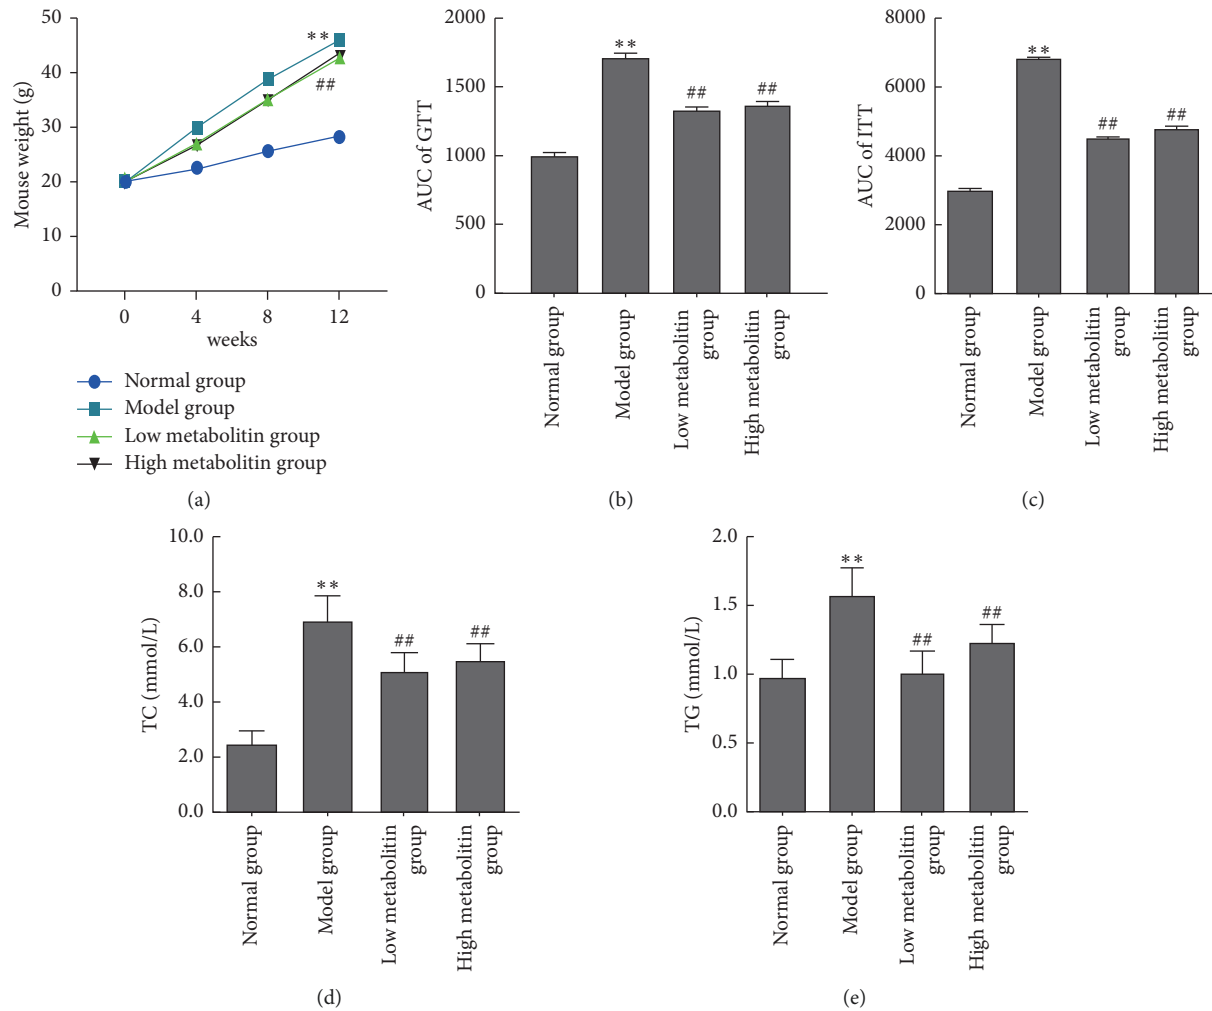 50
40
30
20
10
0
Mouse weight (g)
**
##
0 4 8 12
weeks
Normal group
Model group
Low metabolitin group
High metabolitin group
(a)
2000
1500
1000
500
0
AUC of GTT
**
##
##
Normal group
Model group
Low metabolitin
group
High metabolitin
group
(b)
8000
6000
4000
2000
0
AUC of ITT
**
##
##
Normal group
Model group
Low metabolitin
group
High metabolitin
group
(c)
10.0
8.0
6.0
4.0
2.0
0.0
TC (mmol/L)
**
##
##
Normal group
Model group
Low metabolitin
group
High metabolitin
group
(d)
2.0
1.5
1.0
0.5
0.0
TG (mmol/L)
**
##
##
Normal group
Model group
Low metabolitin
group
High metabolitin
group
(e)